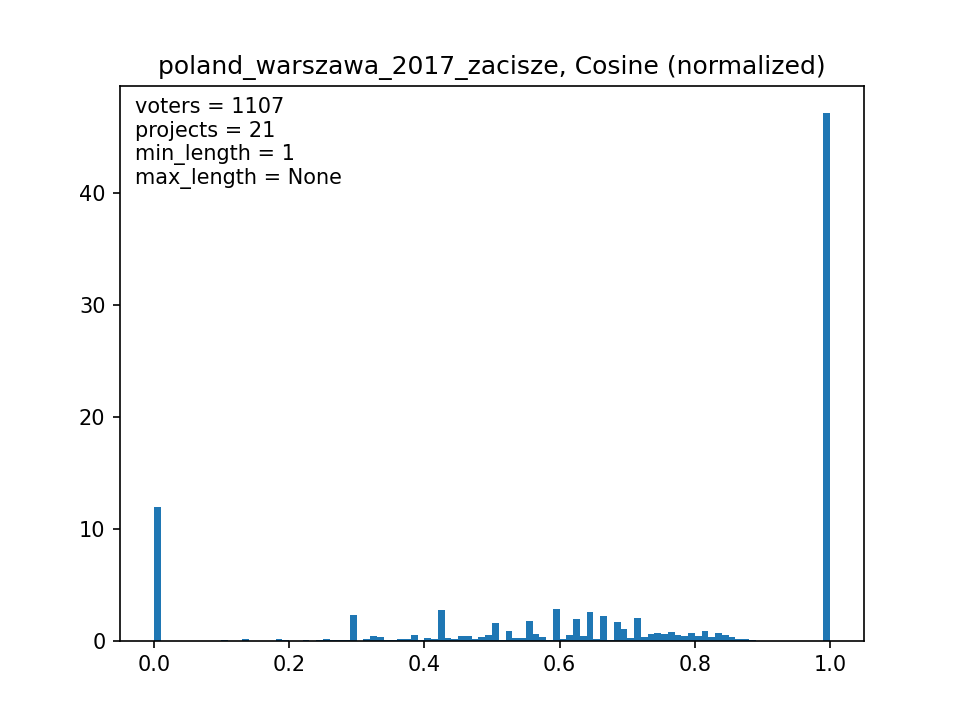 poland_warszawa_2017_zacisze, Cosine (normalized)
voters = 1107
projects = 21
min_length = 1
max_length = None
40
30
20
10
0
0.0 0.2 0.4 0.6 0.8 1.0